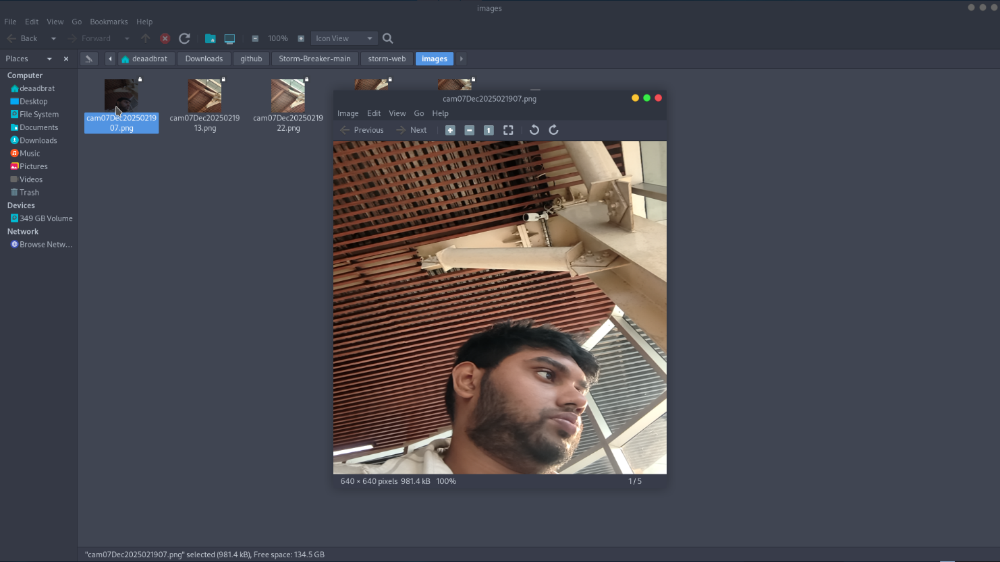 images
File Edit View Go Bookmarks Help
Back Forward 100% Icon View
Places deaadbrat Downloads github Storm-Breaker-main storm-web images
Computer
deaadbrat
Desktop
File System
Documents
Downloads
Music
Pictures
Videos
Trash
Devices
349 GB Volume
Network
Browse Netw...
cam07Dec20250219
07.png
cam07Dec20250219
13.png
cam07Dec20250219
22.png
cam07Dec2025021907.png
Image Edit View Go Help
Previous Next 1
640 × 640 pixels 981.4 kB 100% 1 / 5
"cam07Dec2025021907.png" selected (981.4 kB), Free space: 134.5 GB